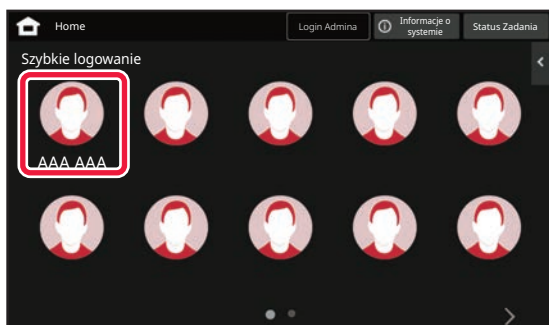 Home
Login Admina
Informacje o
systemie
Status Zadania
Szybkie logowanie
AAA AAA